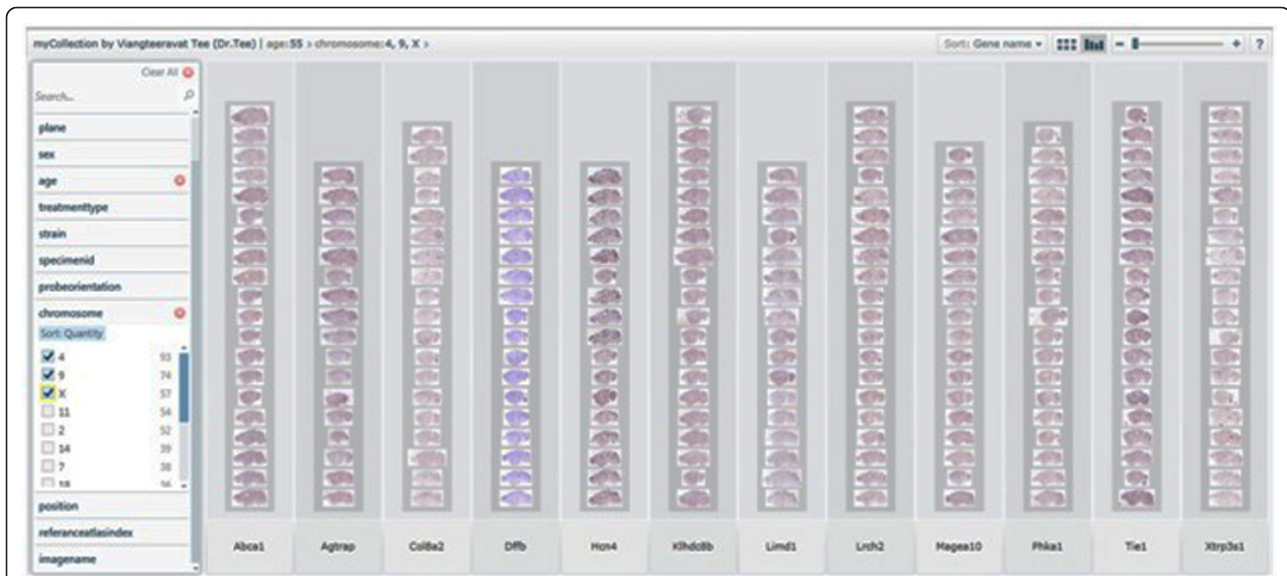 myCollection by Viangteeravat Tee (Dr.Tee) | age:55 › chromosome:4, 9, X › Sort: Gene name ?
Clear All
Search...
plane
sex
age
treatmenttype
strain
specimenid
probeorientation
chromosome
Sort: Quantity
4 93
9 74
X 57
11 54
2 52
14 39
7 38
position
referanceatlasindex
imagename
Abca1 Agtrap Col8a2 Dffb Hcn4 Klhdc8b Limd1 Lrch2 Magea10 Phka1 Tie1 Xtrp3s1